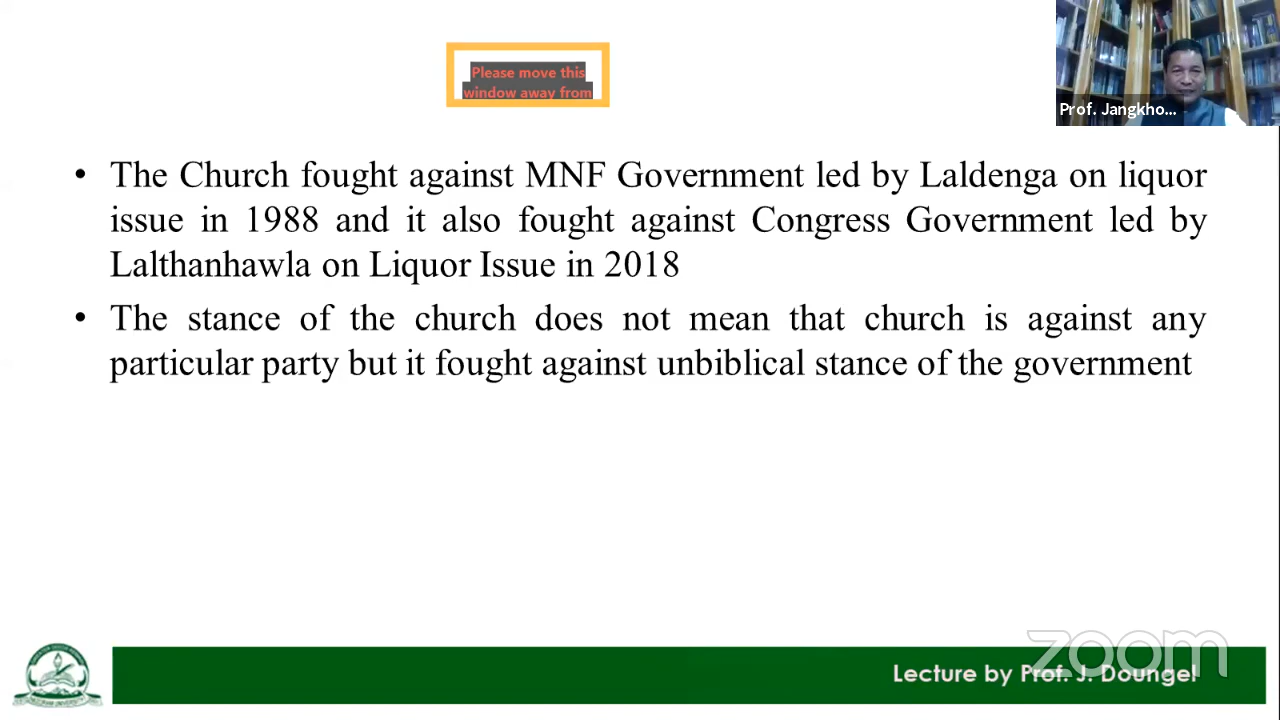 Please move this
window away from
Prof. Jangkho...
• The Church fought against MNF Government led by Laldenga on liquor
issue in 1988 and it also fought against Congress Government led by
Lalthanhawla on Liquor Issue in 2018
• The stance of the church does not mean that church is against any
particular party but it fought against unbiblical stance of the government
zoom
Lecture by Prof. J. Doungel